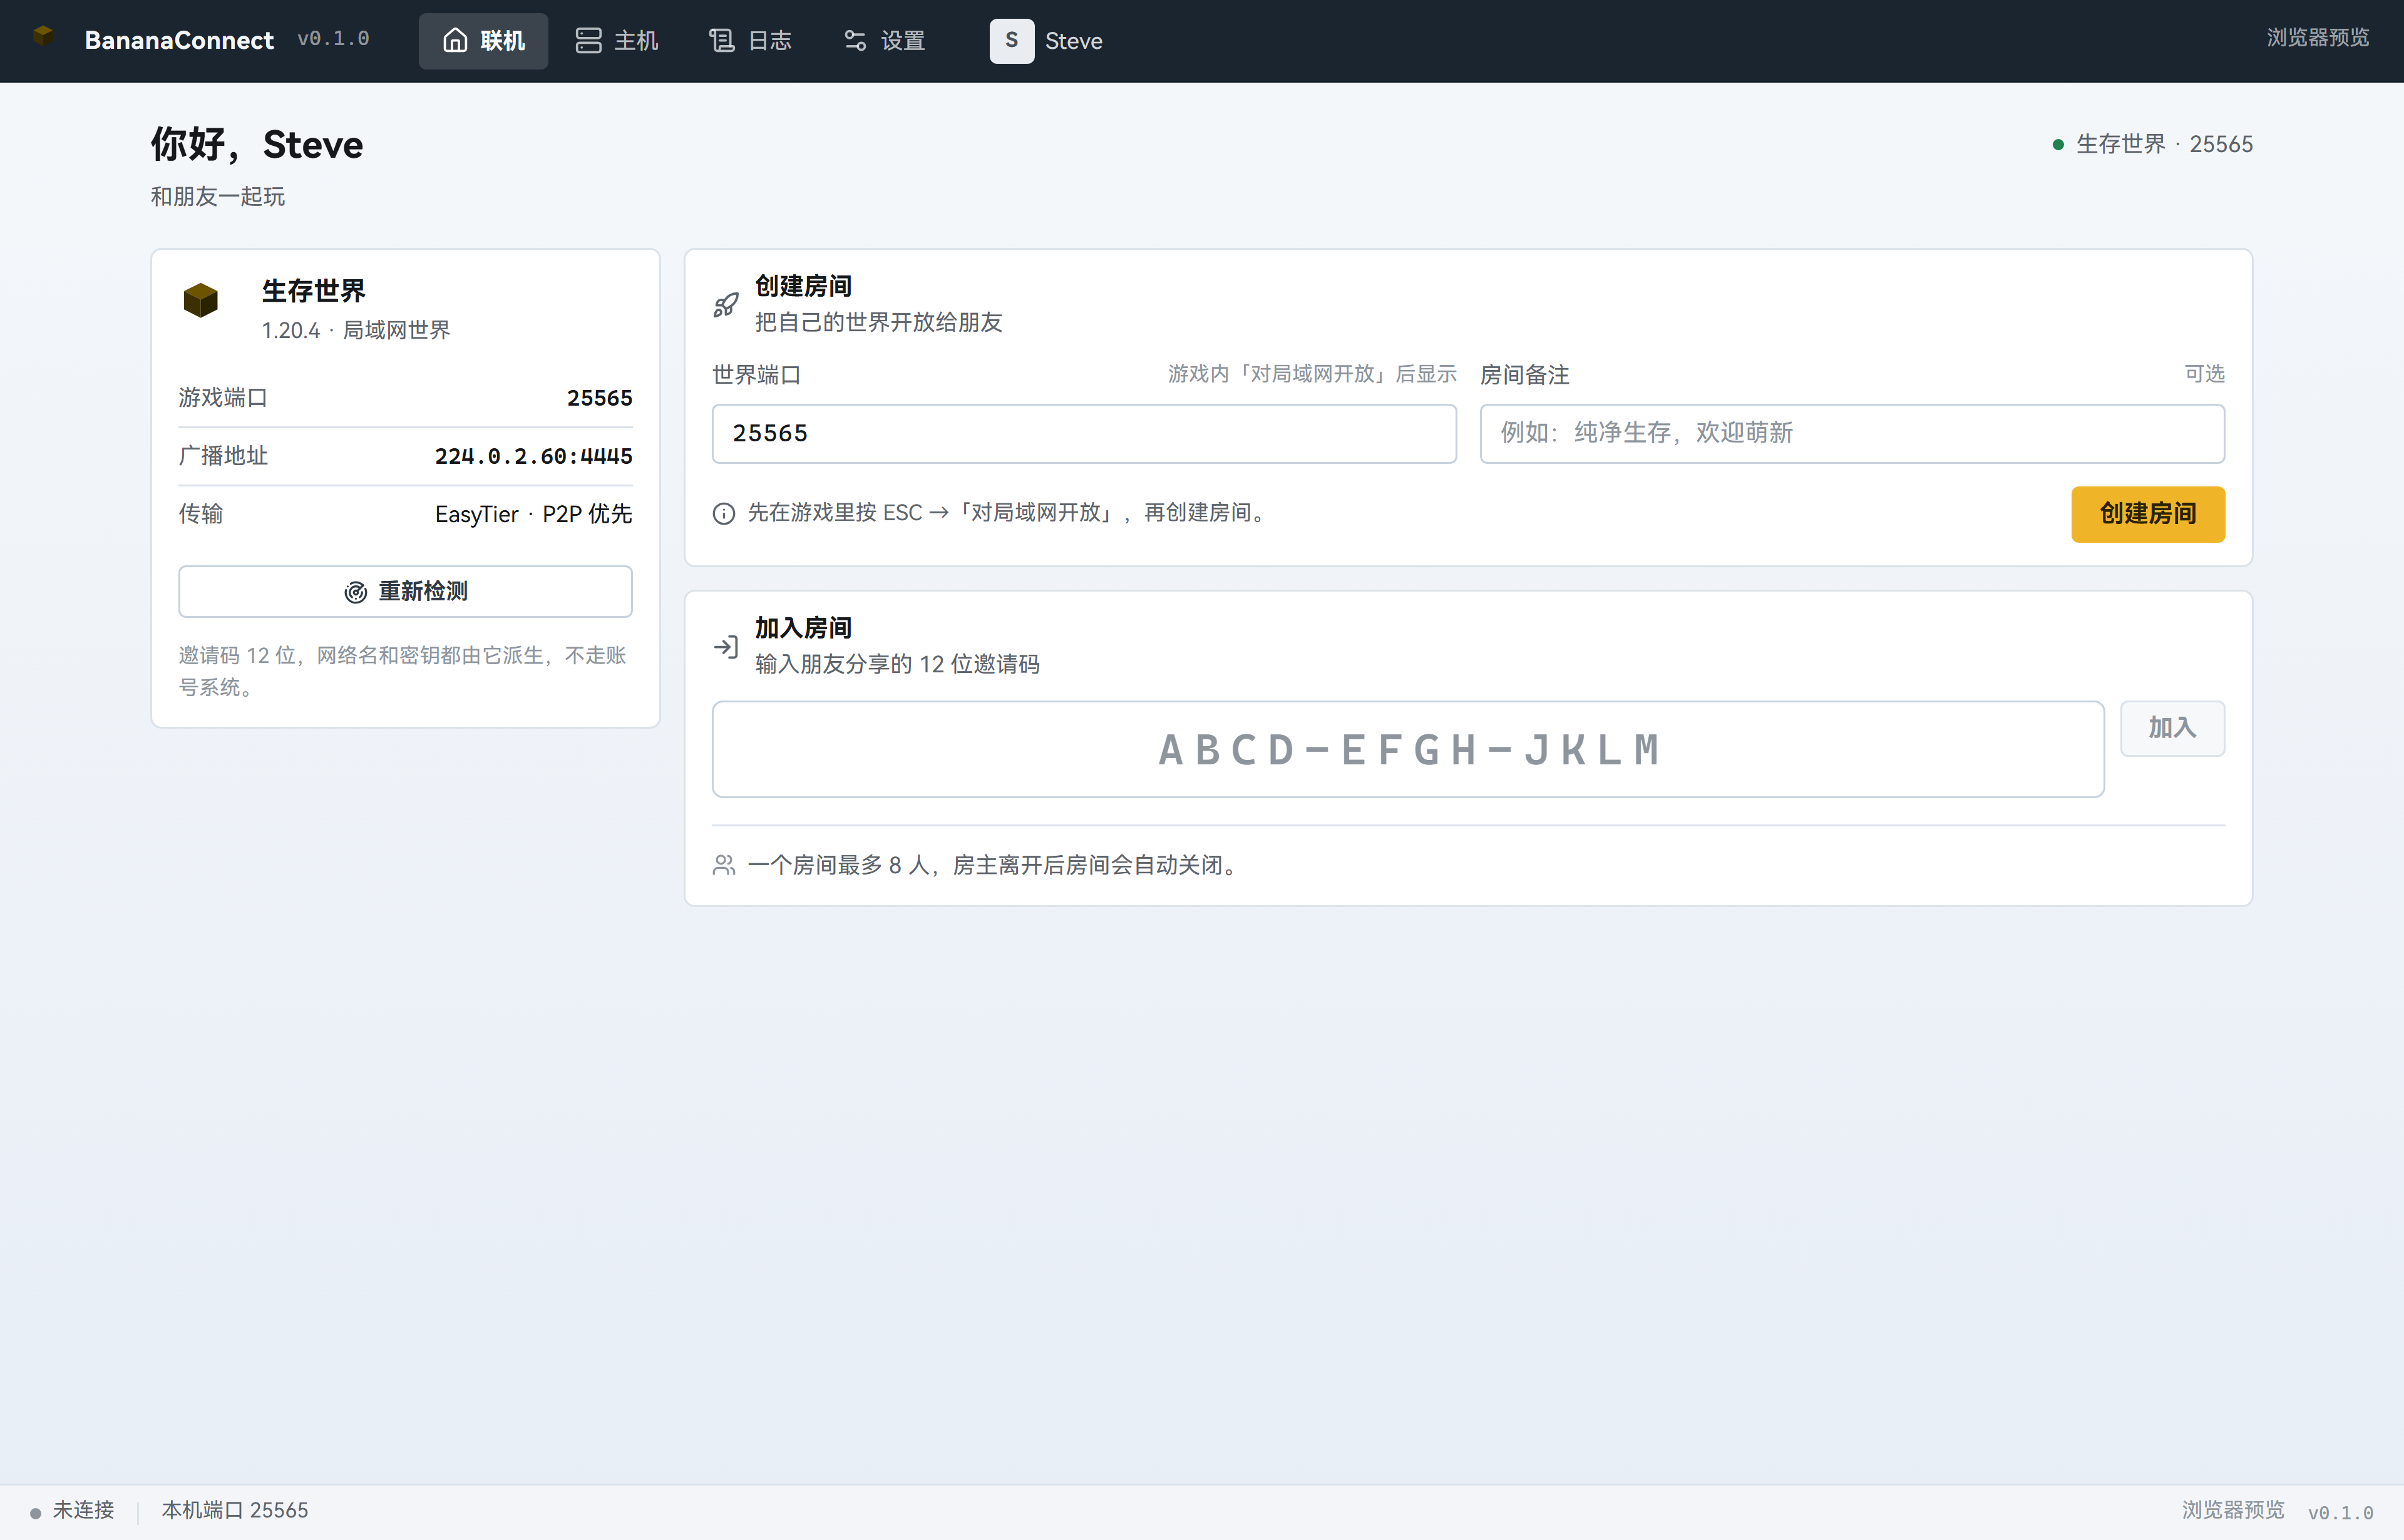 BananaConnect v0.1.0 联机 主机 日志 设置 S Steve 浏览器预览
你好，Steve
生存世界 · 25565
和朋友一起玩
生存世界
1.20.4 · 局域网世界
游戏端口 25565
广播地址 224.0.2.60:4445
传输 EasyTier · P2P 优先
重新检测
邀请码 12 位，网络名和密钥都由它派生，不走账
号系统。
创建房间
把自己的世界开放给朋友
世界端口 游戏内「对局域网开放」后显示
25565
房间备注 可选
例如：纯净生存，欢迎萌新
先在游戏里按 ESC →「对局域网开放」，再创建房间。
创建房间
加入房间
输入朋友分享的 12 位邀请码
ABCD-EFGH-JKLM
加入
一个房间最多 8 人，房主离开后房间会自动关闭。
未连接 本机端口 25565 浏览器预览 v0.1.0